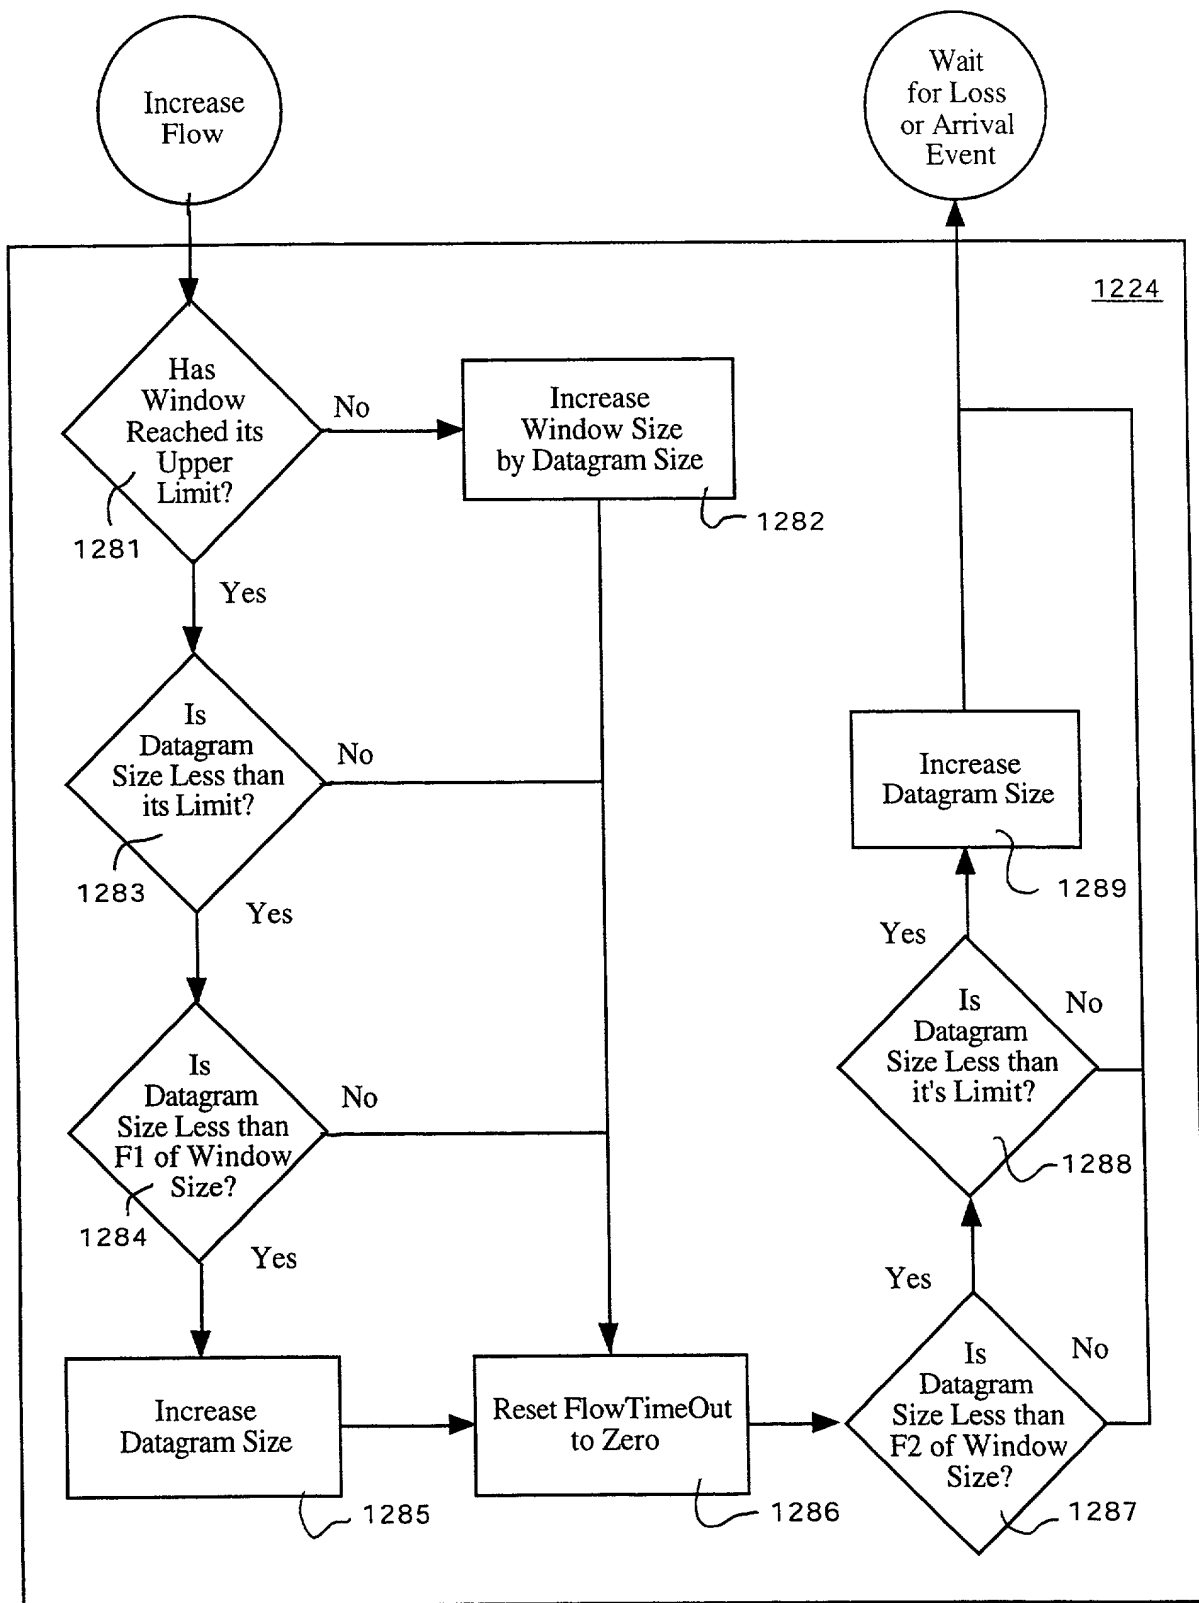 Increase
Flow
Wait
for Loss
or Arrival
Event
1224
Has
Window
Reached its
Upper
Limit?
1281
No
Yes
Increase
Window Size
by Datagram Size
1282
Is
Datagram
Size Less than
its Limit?
1283
No
Yes
Is
Datagram
Size Less than
F1 of Window
Size?
1284
No
Yes
Increase
Datagram Size
1285
Reset FlowTimeOut
to Zero
1286
Is
Datagram
Size Less than
F2 of Window
Size?
1287
No
Yes
Is
Datagram
Size Less than
it's Limit?
1288
No
Yes
Increase
Datagram Size
1289